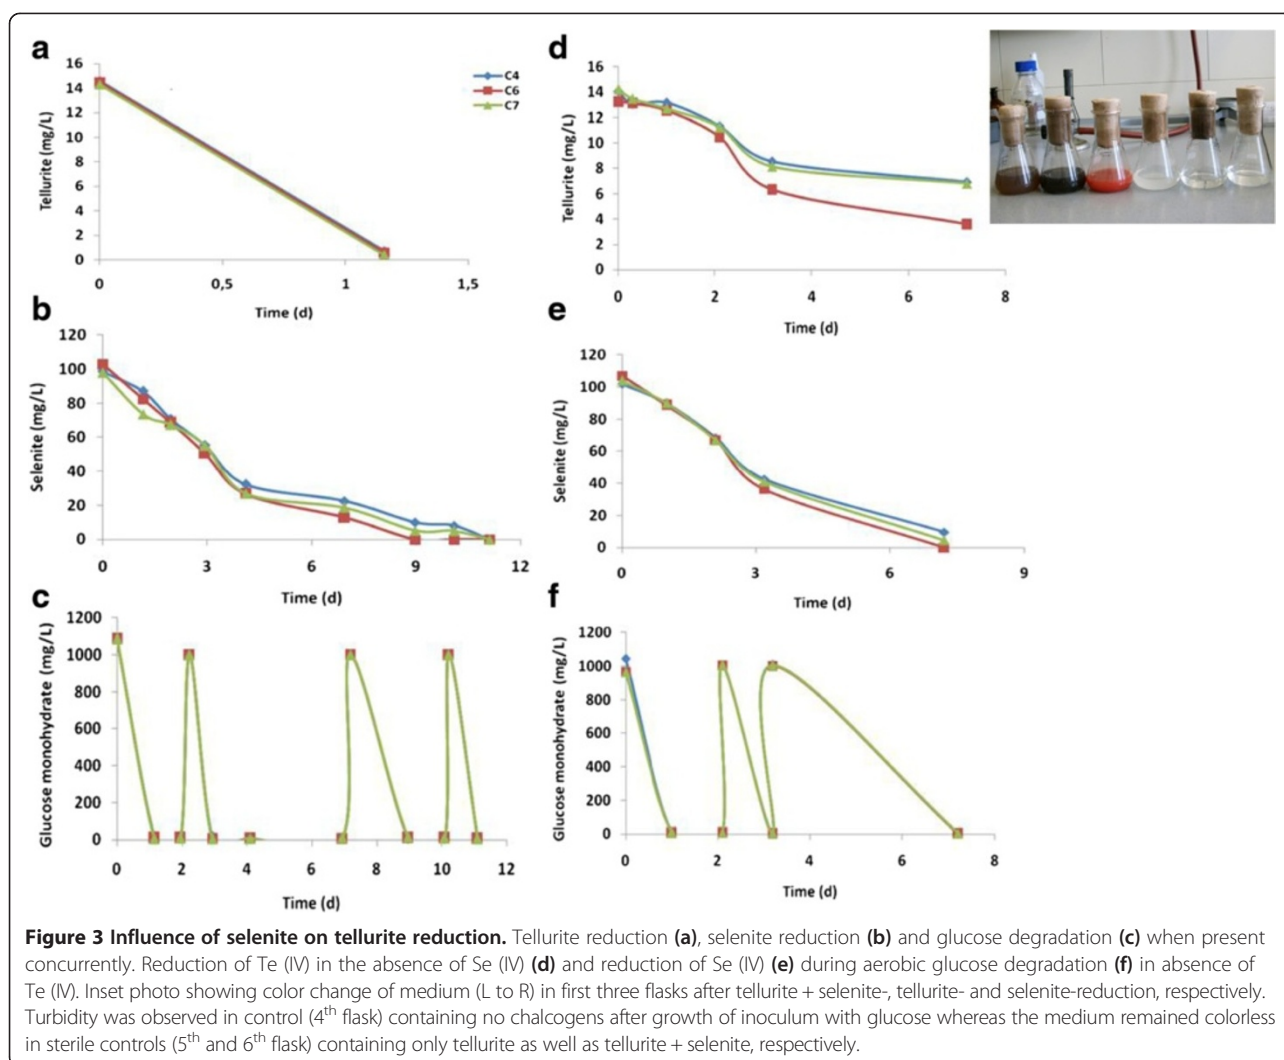 a
16
14
12
10
8
6
4
2
0
Tellurite (mg/L)
0
0,5
1
1,5
Time (d)
C4
C6
C7
d
16
14
12
10
8
6
4
2
0
Tellurite (mg/L)
0
2
4
6
8
Time (d)
b
120
100
80
60
40
20
0
Selenite (mg/L)
0
3
6
9
12
Time (d)
e
120
100
80
60
40
20
0
Selenite (mg/L)
0
3
6
9
Time (d)
c
1200
1000
800
600
400
200
0
Glucose monohydrate (mg/L)
0
2
4
6
8
10
12
Time (d)
f
1200
1000
800
600
400
200
0
Glucose monohydrate (mg/L)
0
2
4
6
8
Time (d)
Figure 3 Influence of selenite on tellurite reduction. Tellurite reduction (a), selenite reduction (b) and glucose degradation (c) when present
concurrently. Reduction of Te (IV) in the absence of Se (IV) (d) and reduction of Se (IV) (e) during aerobic glucose degradation (f) in absence of
Te (IV). Inset photo showing color change of medium (L to R) in first three flasks after tellurite + selenite-, tellurite- and selenite-reduction, respectively.
Turbidity was observed in control (4th flask) containing no chalcogens after growth of inoculum with glucose whereas the medium remained colorless
in sterile controls (5th and 6th flask) containing only tellurite as well as tellurite + selenite, respectively.